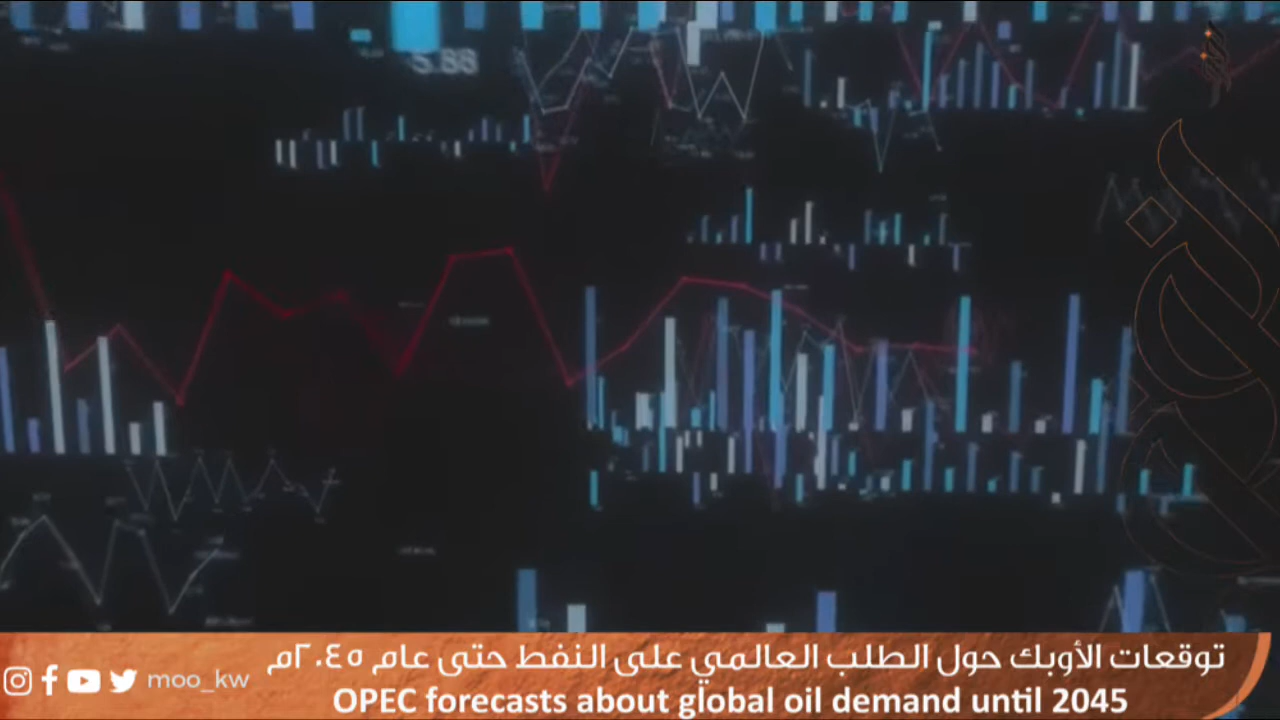 5.88
توقعات الأوبك حول الطلب العالمي على النفط حتى عام ٢٠٤٥م
moo_kw
OPEC forecasts about global oil demand until 2045